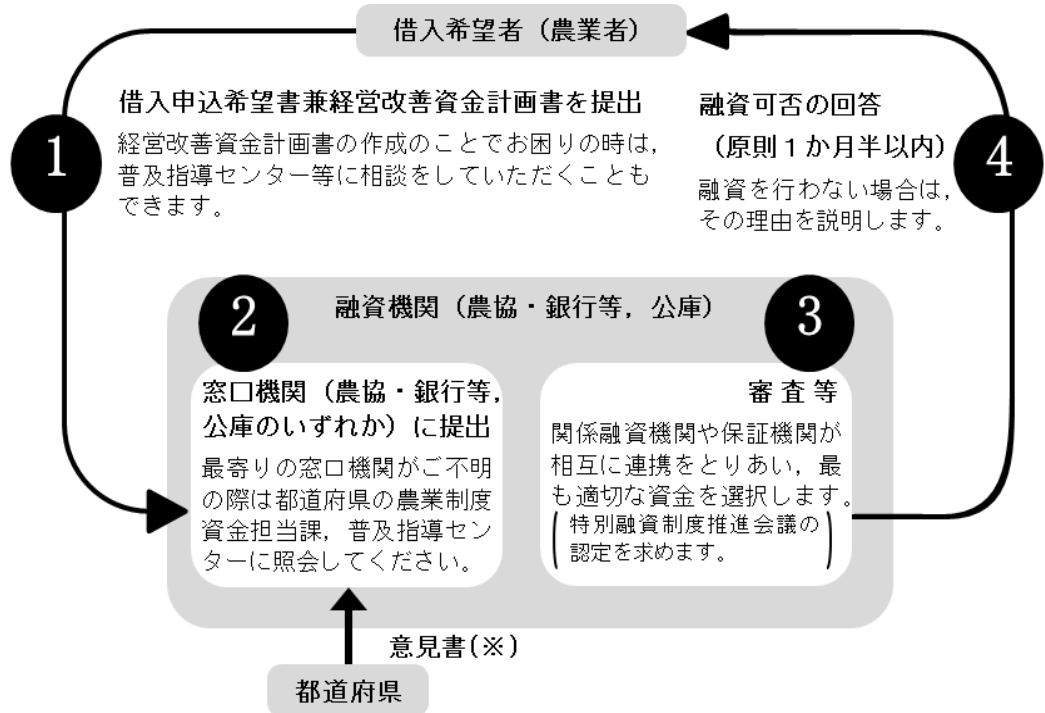 借入希望者（農業者）
1
借入申込希望書兼経営改善資金計画書を提出
経営改善資金計画書の作成のことでお困りの時は，
普及指導センター等に相談をしていただくことも
できます。
融資可否の回答
（原則１か月半以内）
4
融資を行わない場合は，
その理由を説明します。
2
融資機関（農協・銀行等，公庫）
3
窓口機関（農協・銀行等，
公庫のいずれか）に提出
最寄りの窓口機関がご不明
の際は都道府県の農業制度
資金担当課，普及指導セン
ターに照会してください。
審査等
関係融資機関や保証機関が
相互に連携をとりあい，最
も適切な資金を選択します。
（特別融資制度推進会議の
認定を求めます。）
意見書(※)
都道府県